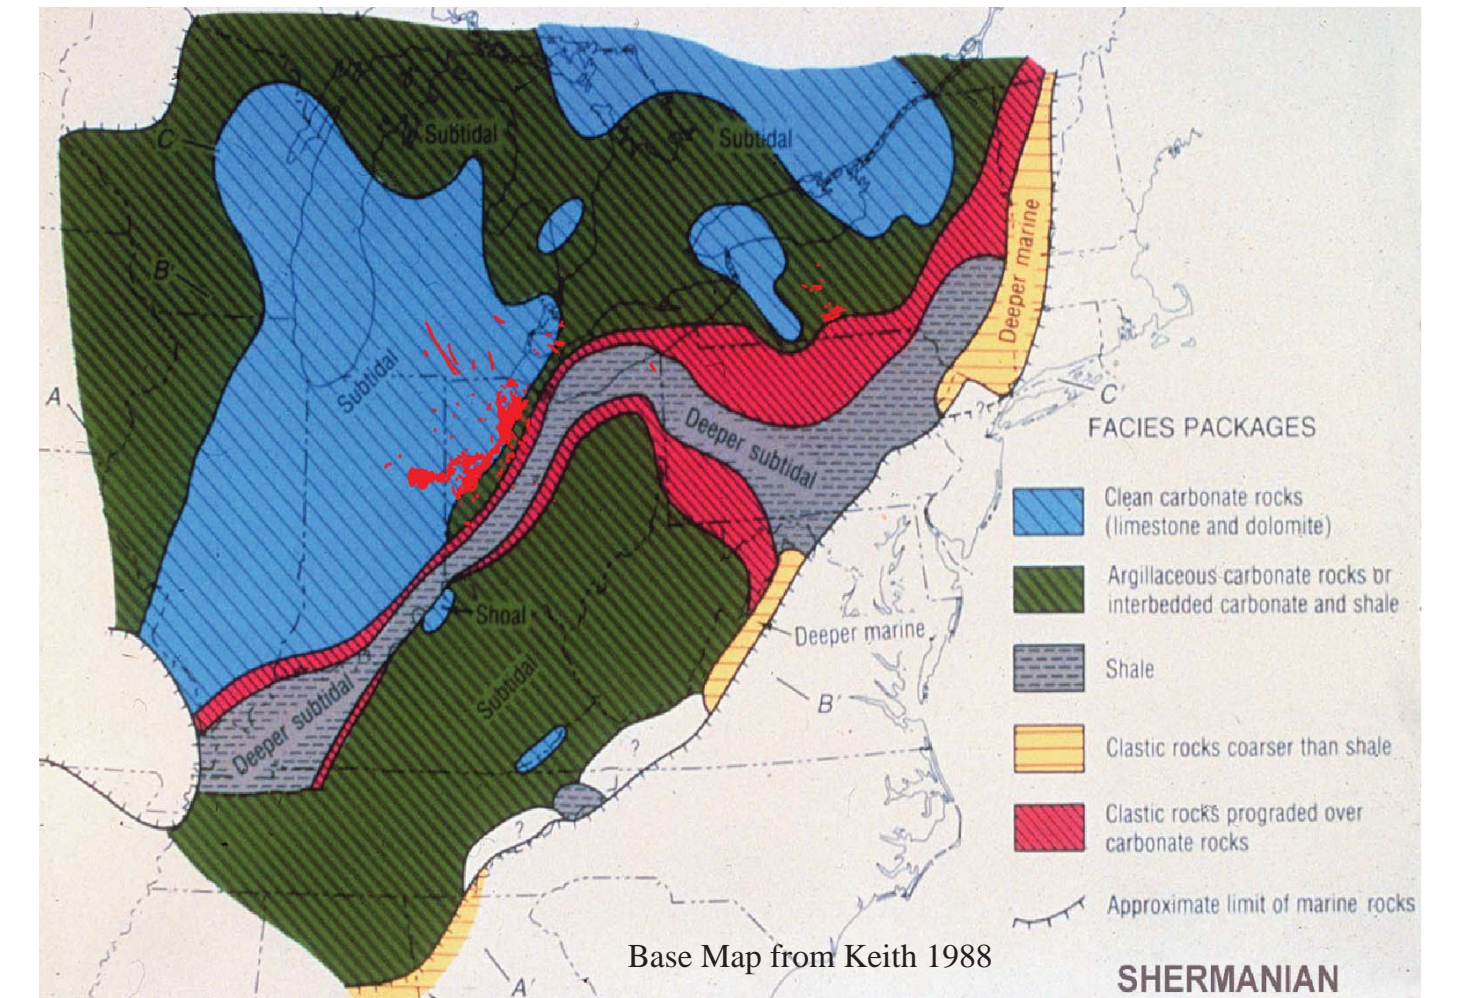 C
Subtidal
Subtidal
B
Deeper marine
Subtidal
A
C'
FACIES PACKAGES
Deeper subtidal
Clean carbonate rocks
(limestone and dolomite)
Argillaceous carbonate rocks or
interbedded carbonate and shale
Shoal
Deeper marine
Shale
Subtidal
B'
Deeper subtidal
?
Clastic rocks coarser than shale
?
Clastic rocks prograded over
carbonate rocks
Approximate limit of marine rocks
Base Map from Keith 1988
SHERMANIAN
A'
?